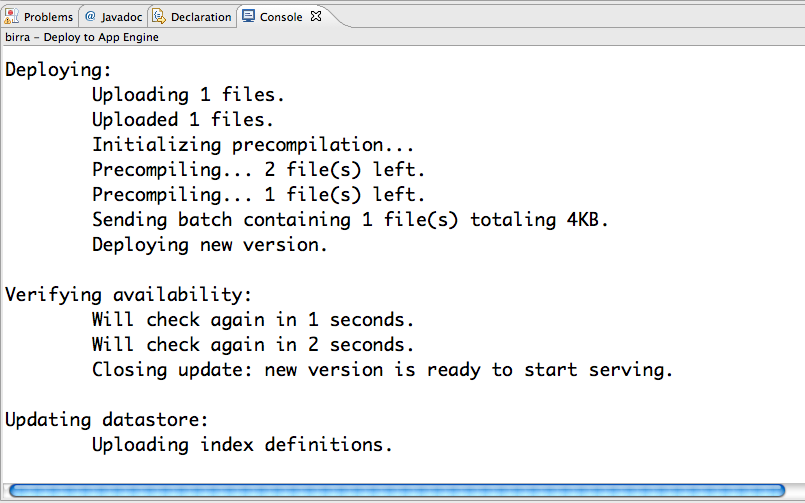 Problems @ Javadoc Declaration Console
birra – Deploy to App Engine
Deploying:
Uploading 1 files.
Uploaded 1 files.
Initializing precompilation...
Precompiling... 2 file(s) left.
Precompiling... 1 file(s) left.
Sending batch containing 1 file(s) totaling 4KB.
Deploying new version.
Verifying availability:
Will check again in 1 seconds.
Will check again in 2 seconds.
Closing update: new version is ready to start serving.
Updating datastore:
Uploading index definitions.